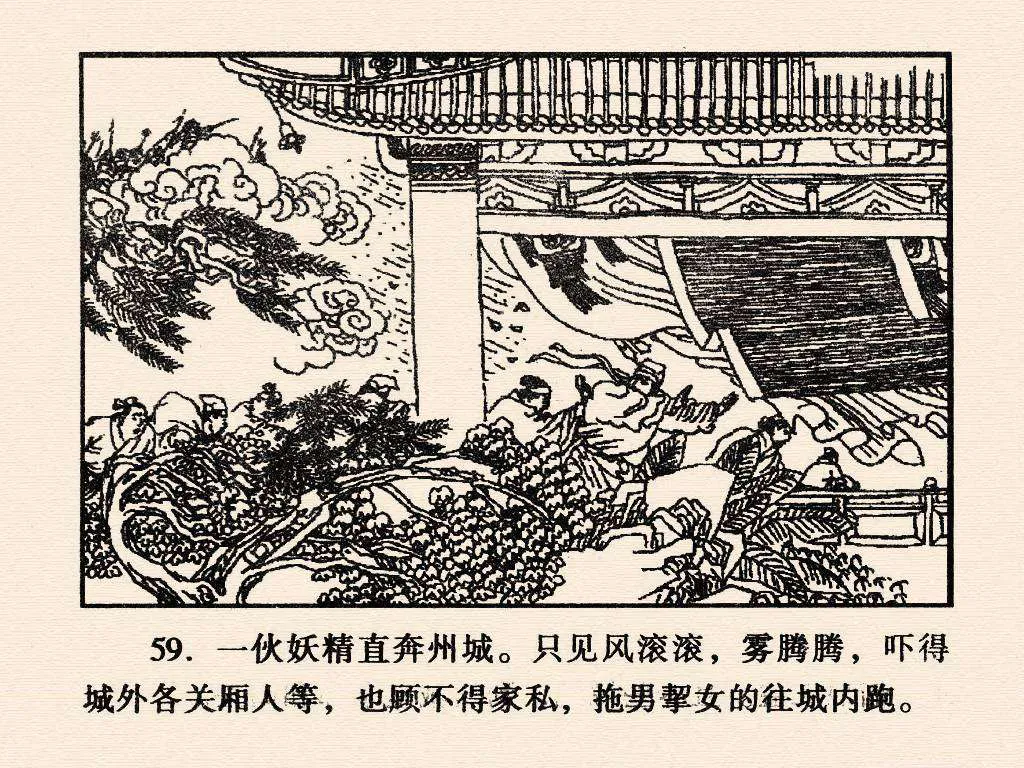 59. 一伙妖精直奔州城。只见风滚滚，雾腾腾，吓得
城外各关厢人等，也顾不得家私，拖男挈女的往城内跑。